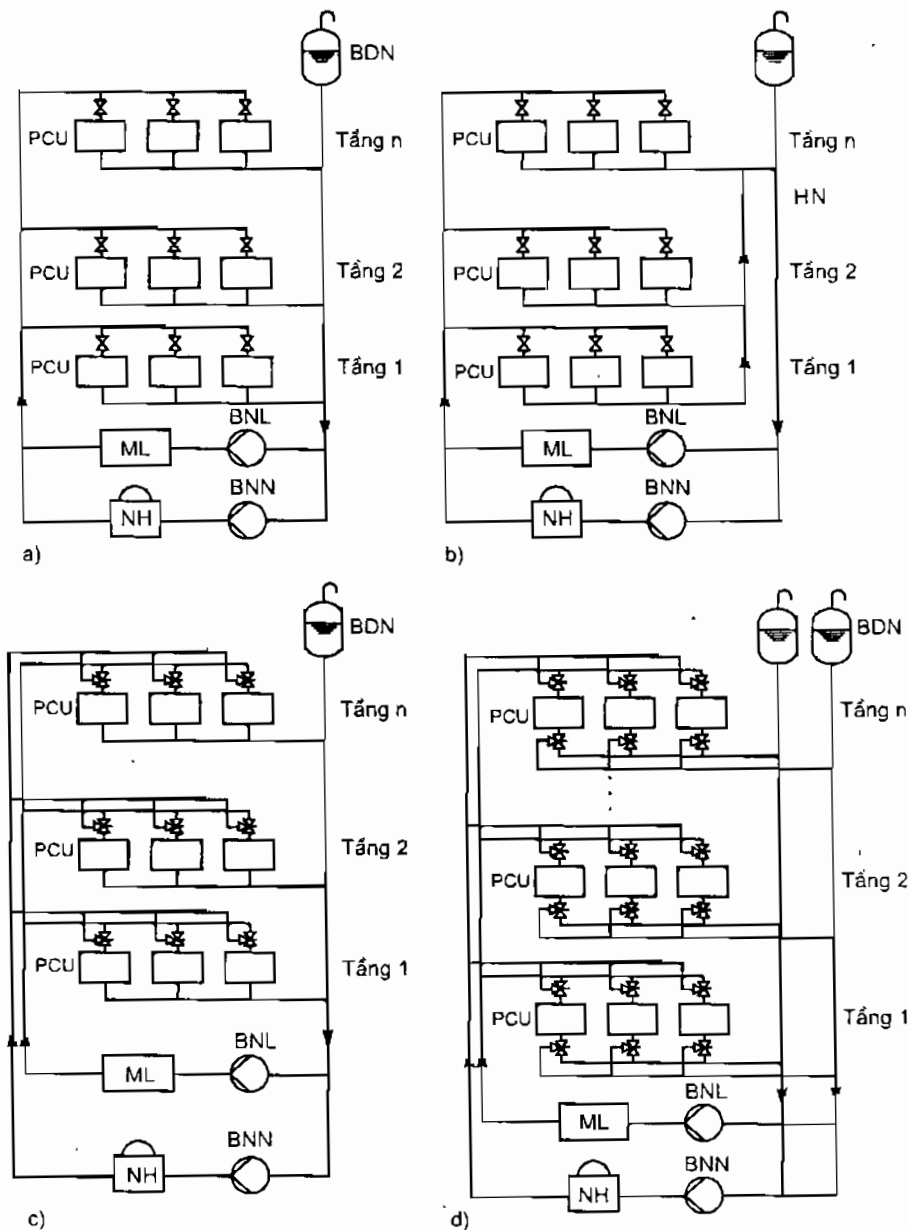 BDN
PCU
Tầng n
PCU
Tầng 2
PCU
Tầng 1
BNL
ML
BNN
NH
a)
PCU
Tầng n
HN
PCU
Tầng 2
PCU
Tầng 1
BNL
ML
BNN
NH
b)
BDN
PCU
Tầng n
PCU
Tầng 2
PCU
Tầng 1
BNL
ML
BNN
NH
c)
BDN
PCU
Tầng n
PCU
Tầng 2
PCU
Tầng 1
BNL
ML
BNN
NH
d)